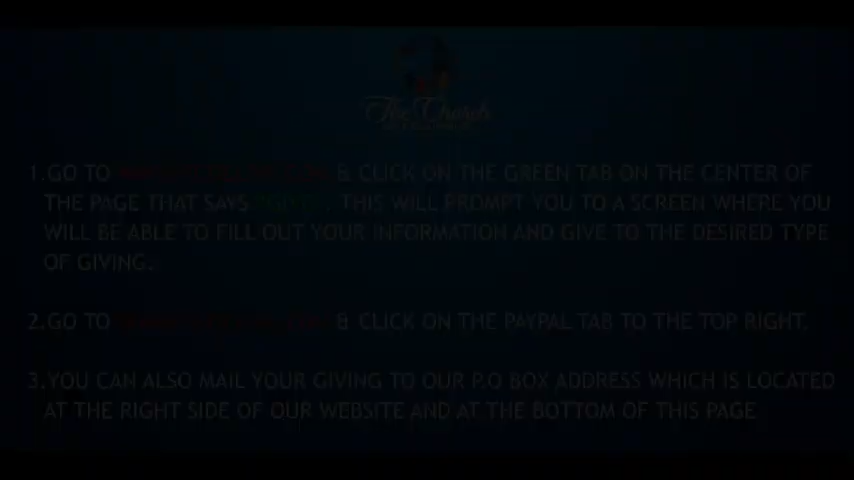 The Church
1.GO TO & CLICK ON THE GREEN TAB ON THE CENTER OF
THE PAGE THAT SAYS . THIS WILL PROMPT YOU TO A SCREEN WHERE YOU
WILL BE ABLE TO FILL OUT YOUR INFORMATION AND GIVE TO THE DESIRED TYPE
OF GIVING.
2.GO TO & CLICK ON THE PAYPAL TAB TO THE TOP RIGHT.
3.YOU CAN ALSO MAIL YOUR GIVING TO OUR P.O BOX ADDRESS WHICH IS LOCATED
AT THE RIGHT SIDE OF OUR WEBSITE AND AT THE BOTTOM OF THIS PAGE